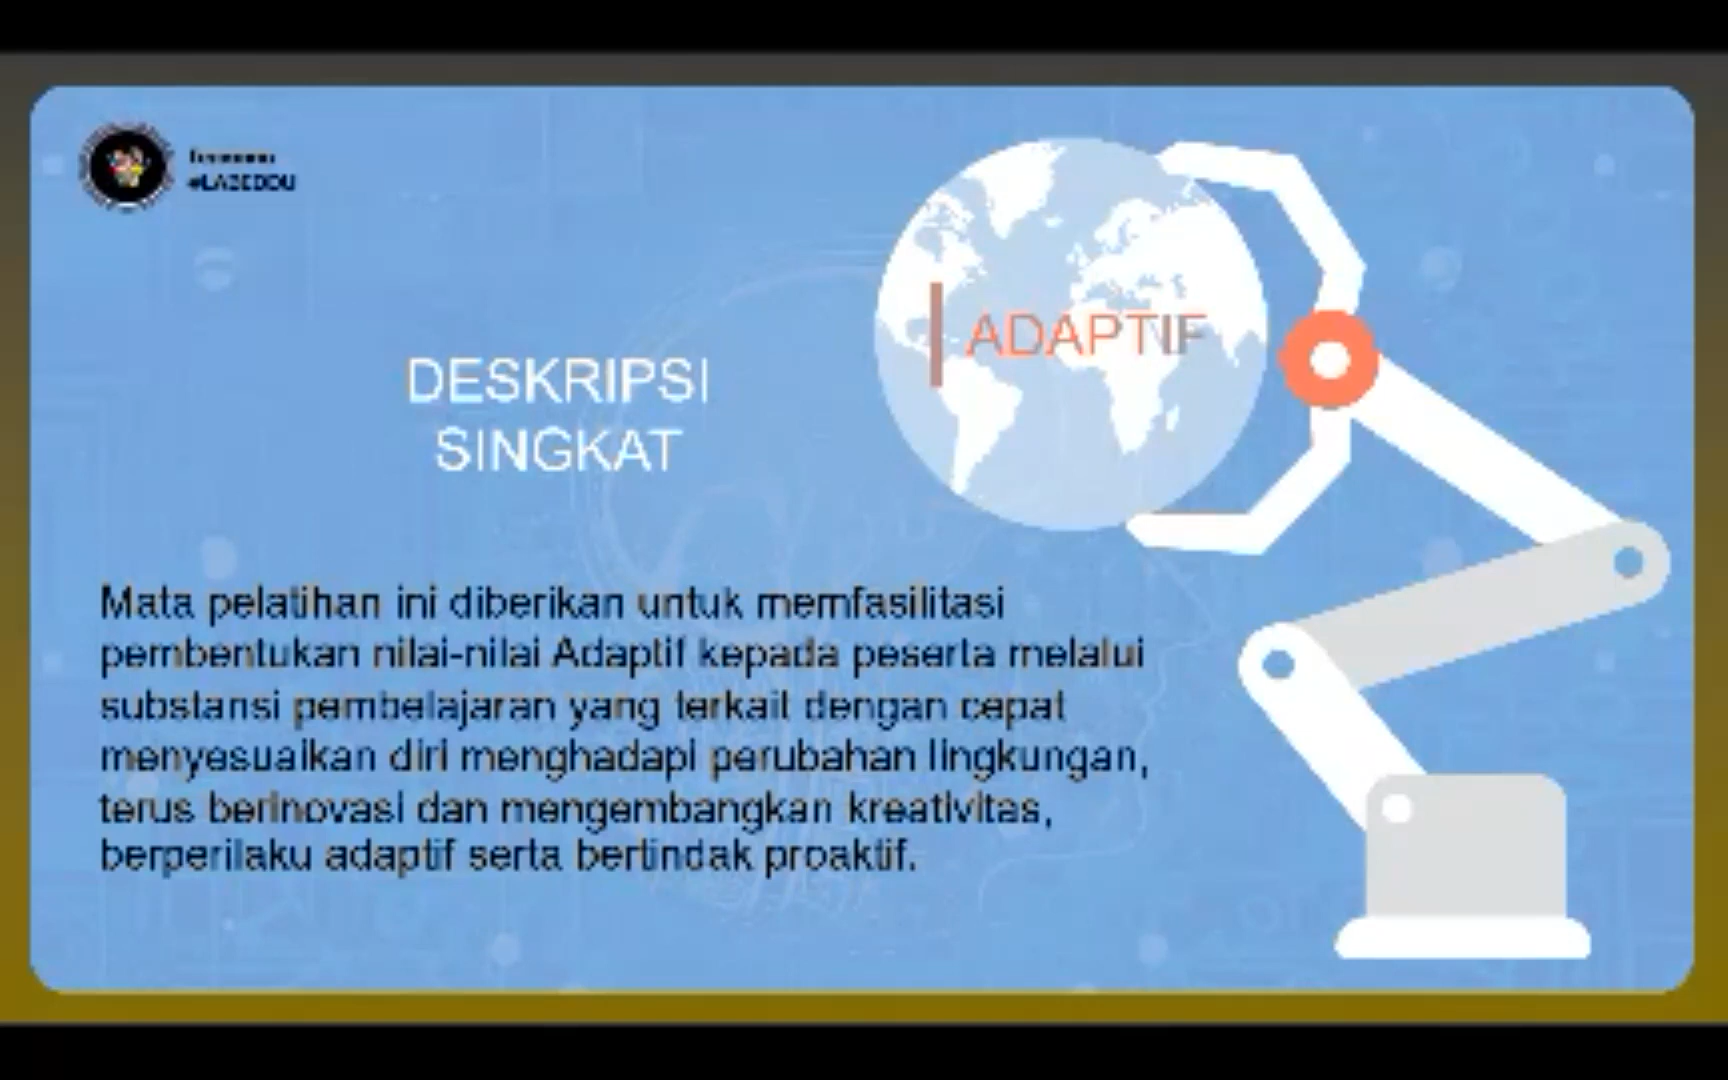 DESKRIPSI
SINGKAT
ADAPTIF
Mata pelatihan ini diberikan untuk memfasilitasi
pembentukan nilai-nilai Adaptif kepada peserta melalui
substansi pembelajaran yang terkait dengan cepat
menyesuaikan diri menghadapi perubahan lingkungan,
terus berinovasi dan mengembangkan kreativitas,
berperilaku adaptif serta bertindak proaktif.